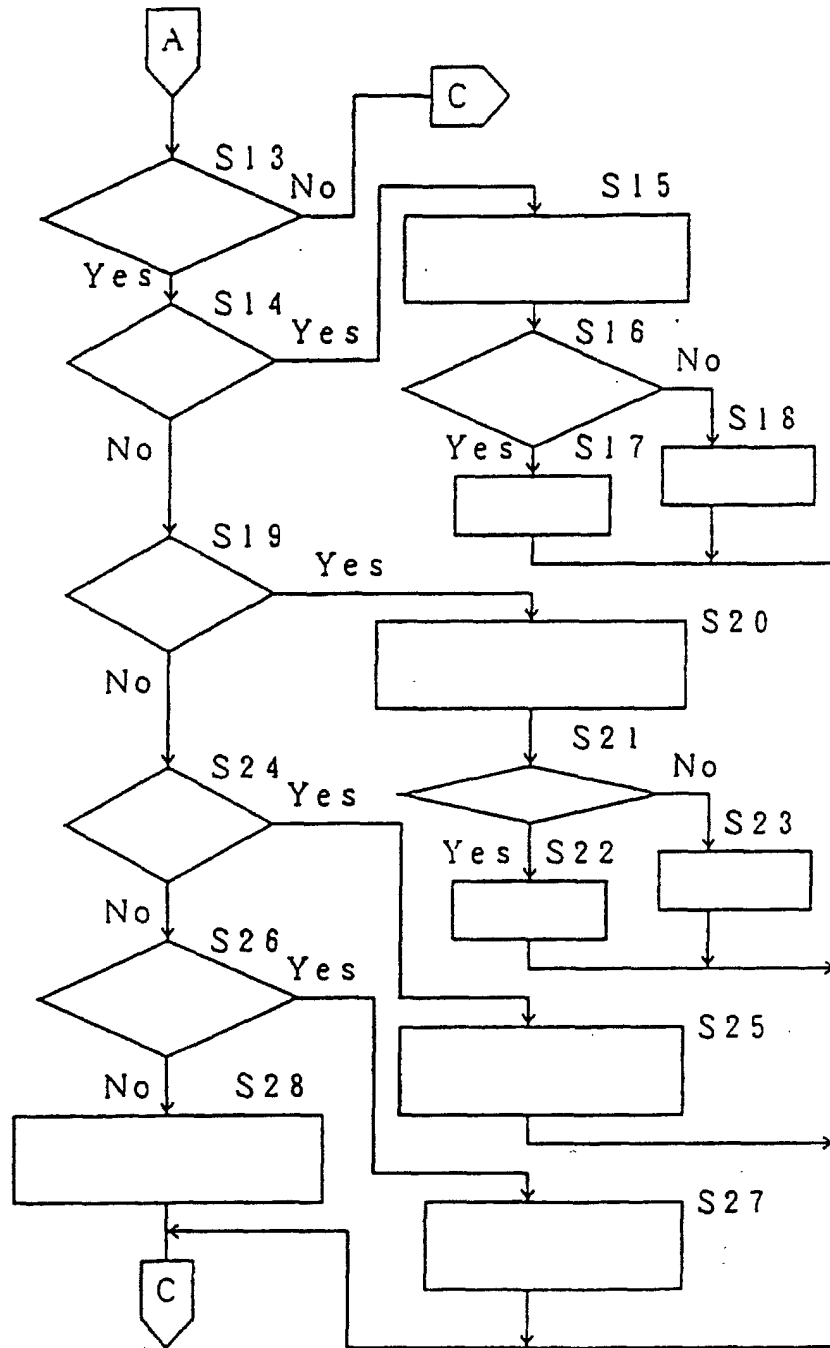 A
C
S13
No
S15
Yes
S14
Yes
S16
No
S18
Yes
S17
No
S19
Yes
S20
No
S21
No
S24
Yes
S23
Yes
S22
No
S26
Yes
S25
No
S28
S27
C